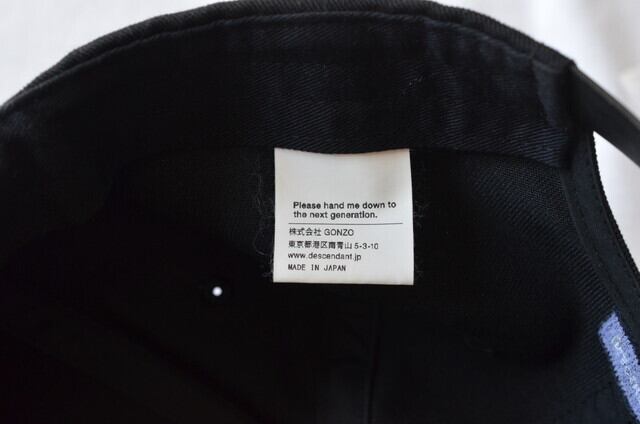 Please hand me down to
the next generation.
株式会社 GONZO
東京都港区南青山 5-3-10
www.descendant.jp
MADE IN JAPAN